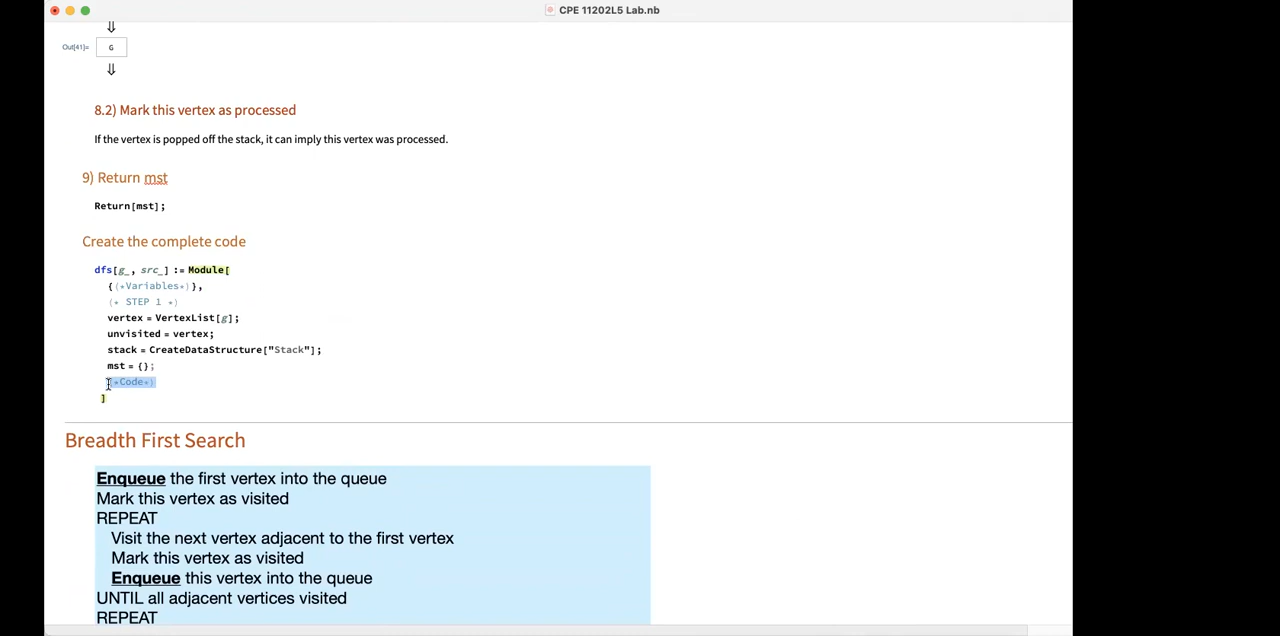 CPE 11202L5 Lab.nb
⇓
Out[41]= G
⇓
8.2) Mark this vertex as processed
If the vertex is popped off the stack, it can imply this vertex was processed.
9) Return mst
Return[mst];
Create the complete code
dfs[g_, src_] := Module[
{(*Variables*)},
(* STEP 1 *)
vertex = VertexList[g];
unvisited = vertex;
stack = CreateDataStructure["Stack"];
mst = {};
(*Code*)
]
Breadth First Search
Enqueue the first vertex into the queue
Mark this vertex as visited
REPEAT
Visit the next vertex adjacent to the first vertex
Mark this vertex as visited
Enqueue this vertex into the queue
UNTIL all adjacent vertices visited
REPEAT